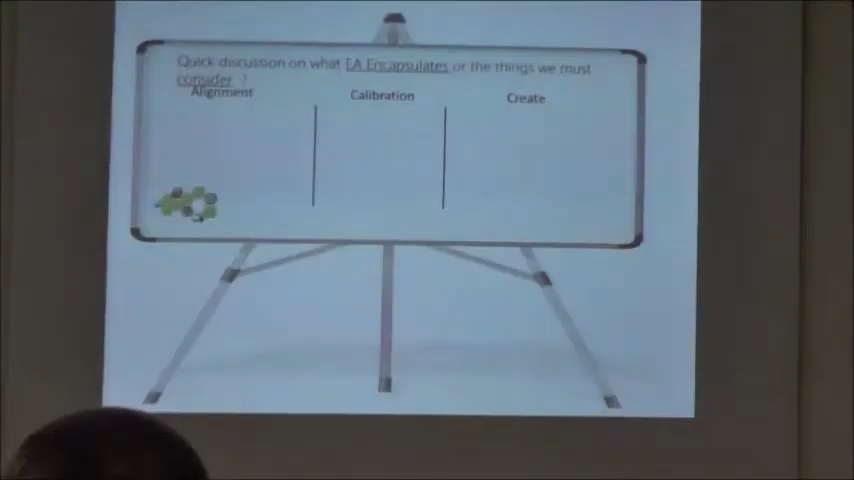 Quick discussion on what EA Encapsulates or the things we must
consider
Alignment Calibration Create